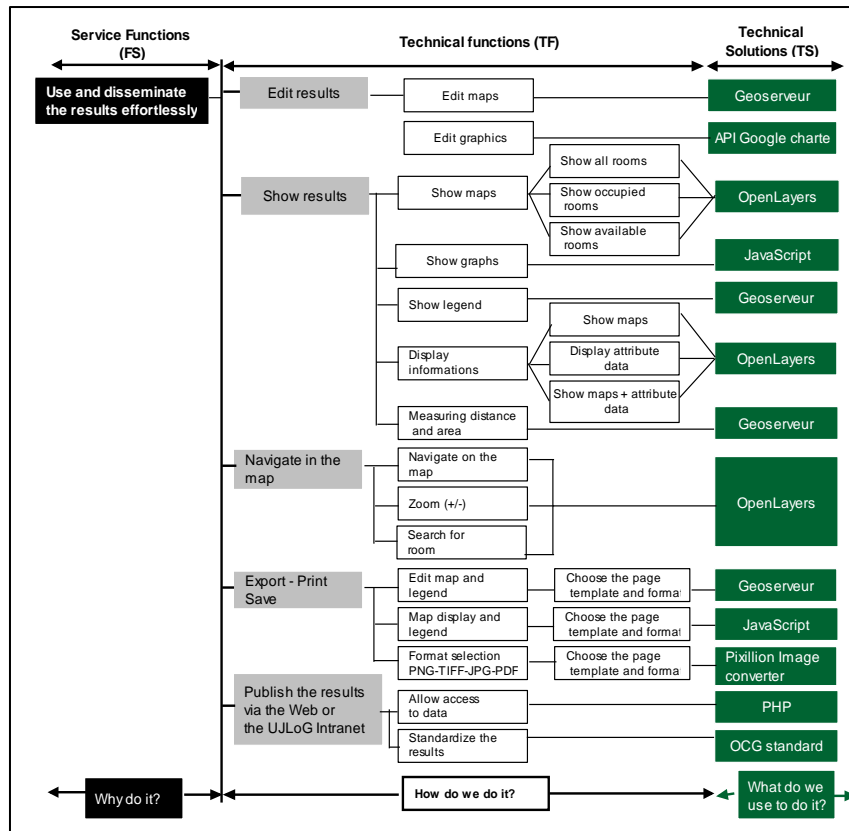 Service Functions
(FS)
Technical functions (TF)
Technical
Solutions (TS)
Use and disseminate
the results effortlessly
Edit results
Edit maps
Geoserveur
Edit graphics
API Google charte
Show results
Show maps
Show all rooms
Show occupied
rooms
Show available
rooms
OpenLayers
Show graphs
JavaScript
Show legend
Geoserveur
Display
informations
Show maps
Display attribute
data
Show maps + attribute
data
OpenLayers
Measuring distance
and area
Geoserveur
Navigate in the
map
Navigate on the
map
Zoom (+/-)
Search for
room
OpenLayers
Export - Print
Save
Edit map and
legend
Choose the page
template and format
Geoserveur
Map display and
legend
Choose the page
template and format
JavaScript
Format selection
PNG-TIFF-JPG-PDF
Choose the page
template and format
Pixillion Image
converter
Publish the results
via the Web or
the UJLoG Intranet
Allow access
to data
PHP
Standardize the
results
OCG standard
Why do it?
How do we do it?
What do we
use to do it?